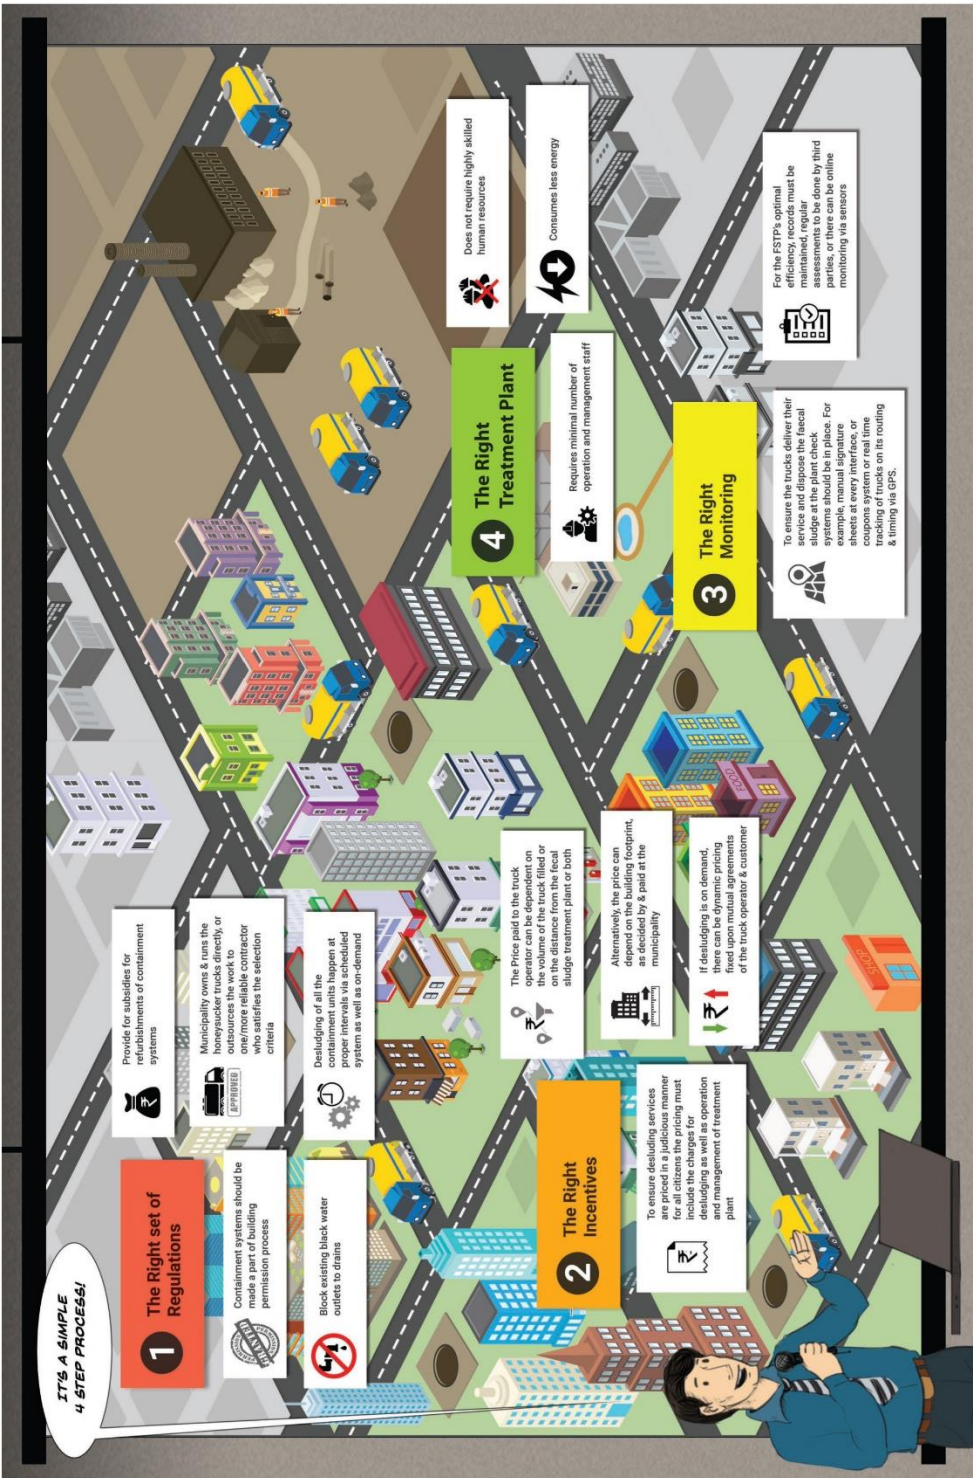 IT'S A SIMPLE
4 STEP PROCESS!
1
The Right set of
Regulations
Containment systems should be
made a part of building
permission process
GRANTED
Block existing black water
outlets to drains
Provide for subsidies for
refurbishments of containment
systems
Municipality owns & runs the
honeysucker trucks directly, or
outsources the work to
one/more reliable contractor
who satisfies the selection
criteria
APPROVED
Desludging of all the
containment units happen at
proper intervals via scheduled
system as well as on-demand
2
The Right
Incentives
To ensure desluding services
are priced in a judicious manner
for all citizens the pricing must
include the charges for
desludging as well as operation
and management of treatment
plant
The Price paid to the truck
operator can be dependent on
the volume of the truck filled or
on the distance from the fecal
sludge treatment plant or both
Alternatively, the price can
depend on the building footprint,
as decided by & paid at the
municipality
If desludging is on demand,
there can be dynamic pricing
fixed upon mutual agreements
of the truck operator & customer
3
The Right
Monitoring
To ensure the trucks deliver their
service and dispose the faecal
sludge at the plant check
systems should be in place. For
example, manual signature
sheets at every interface, or
coupons system or real time
tracking of trucks on its routing
& timing via GPS.
For the FSTP's optimal
efficiency, records must be
maintained, regular
assessments to be done by third
parties, or there can be online
monitoring via sensors
4
The Right
Treatment Plant
Requires minimal number of
operation and management staff
Does not require highly skilled
human resources
Consumes less energy
SHOP
FOOD